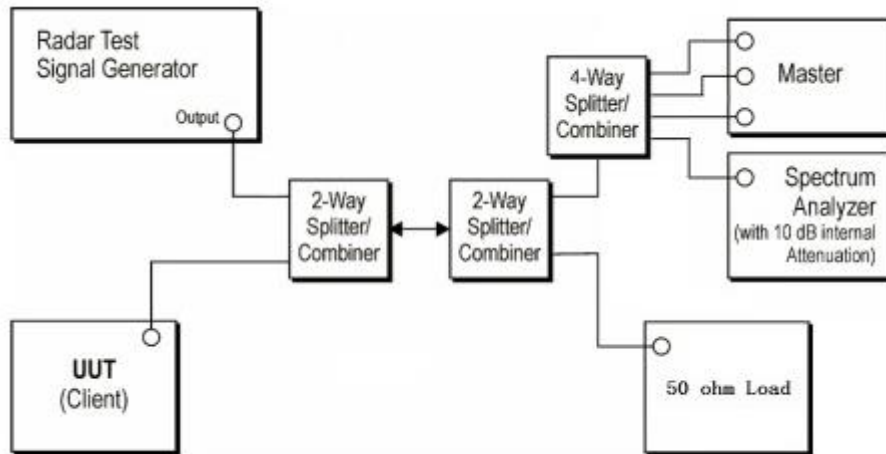 Radar Test
Signal Generator
Output
4-Way
Splitter/
Combiner
Master
2-Way
Splitter/
Combiner
2-Way
Splitter/
Combiner
Spectrum
Analyzer
(with 10 dB internal
Attenuation)
UUT
(Client)
50 ohm Load